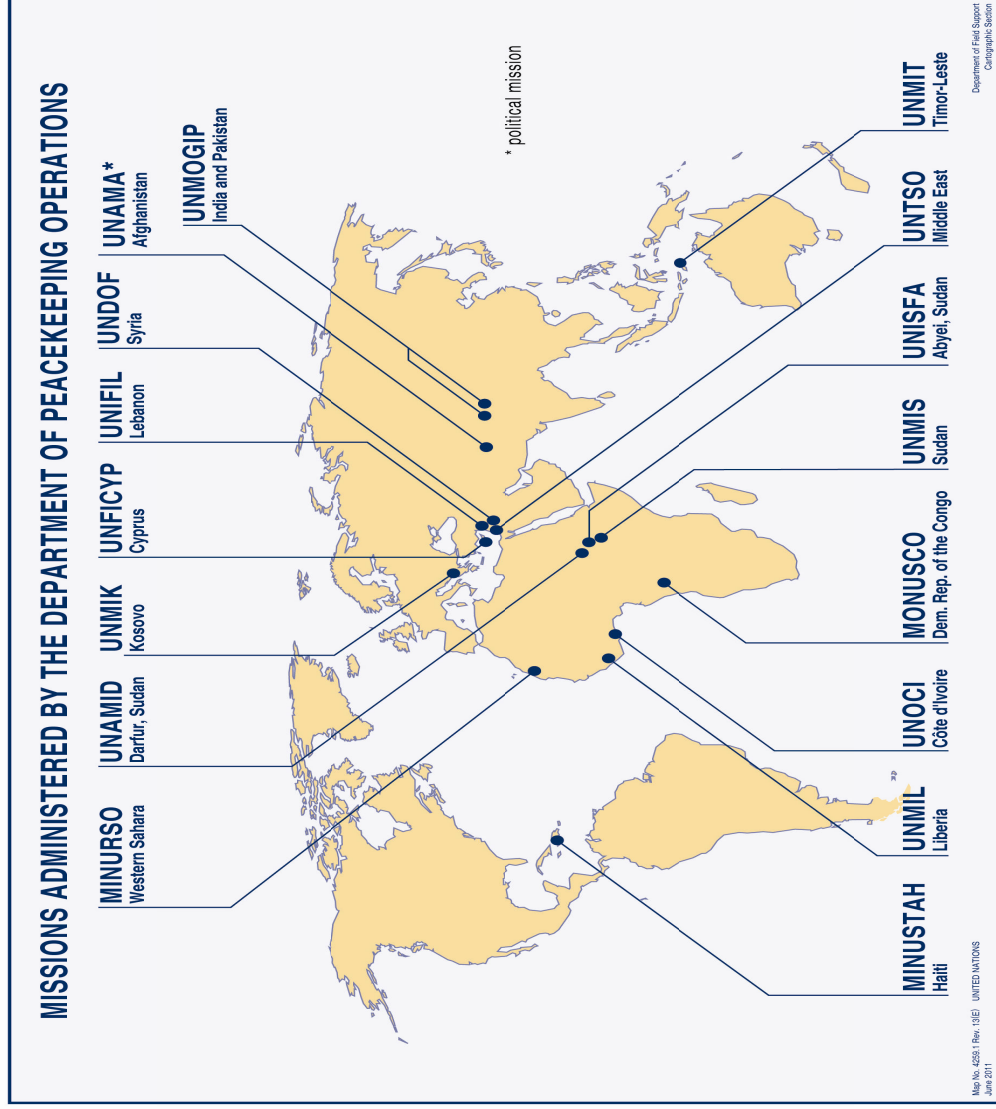 MISSIONS ADMINISTERED BY THE DEPARTMENT OF PEACEKEEPING OPERATIONS
MINURSO
Western Sahara
UNAMID
Darfur, Sudan
UNMIK
Kosovo
UNFICYP
Cyprus
UNIFIL
Lebanon
UNDOF
Syria
UNAMA*
Afghanistan
UNMOGIP
India and Pakistan
* political mission
MINUSTAH
Haiti
UNMIL
Liberia
UNOCI
Côte d'Ivoire
MONUSCO
Dem. Rep. of the Congo
UNMIS
Sudan
UNISFA
Abyei, Sudan
UNTSO
Middle East
UNMIT
Timor-Leste
Map No. 4259.1 Rev. 13(E) UNITED NATIONS
June 2011
Department of Field Support
Cartographic Section